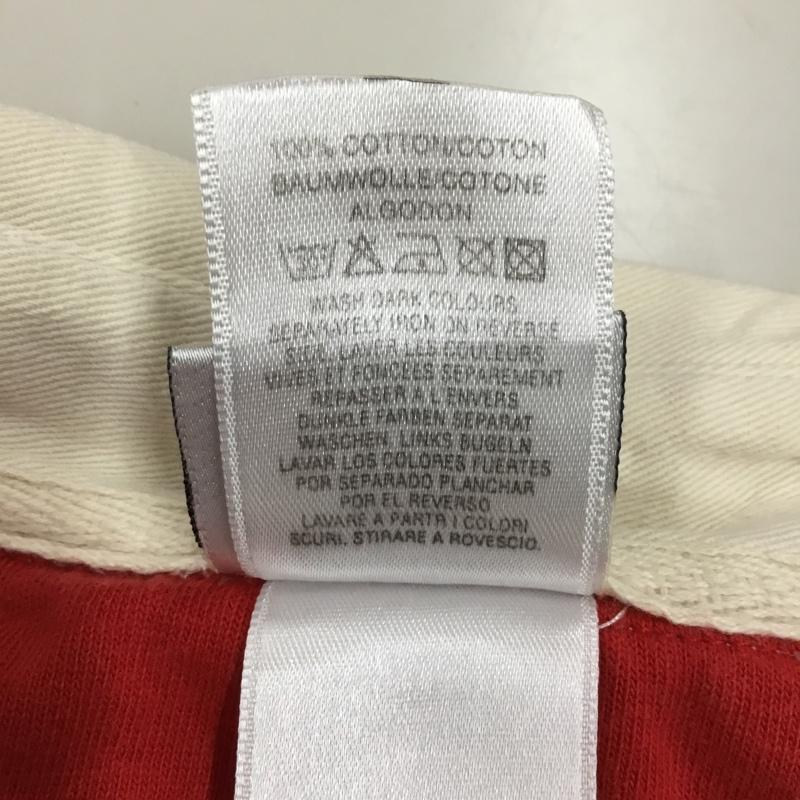 100% COTTON/COTON
BAUMWOLLE/COTONE
ALGODON
30
WASH DARK COLOURS
SEPARATELY IRON ON REVERSE
SIDE. LAVER LES COULEURS
VIVES ET FONCEES SEPAREMENT
REPASSER A L'ENVERS
DUNKLE FARBEN SEPARAT
WASCHEN. LINKS BUGELN
LAVAR LOS COLORES FUERTES
POR SEPARADO PLANCHAR
POR EL REVERSO
LAVARE A PARTR I COLORI
SCURI. STIRARE A ROVESCIO.